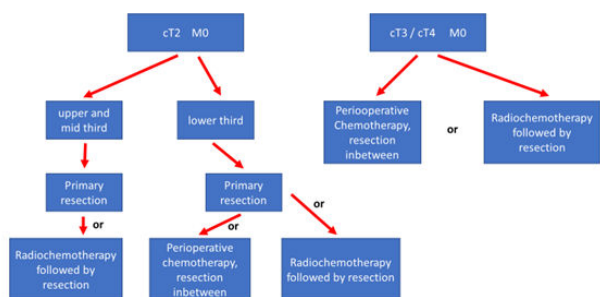 cT2 M0
cT3 / cT4 M0
upper and
mid third
lower third
Periooperative
Chemotherapy,
resection
inbetween
or
Radiochemotherapy
followed by
resection
Primary
resection
Primary
resection
or
or
or
Radiochemotherapy
followed by resection
Perioperative
chemotherapy,
resection
inbetween
Radiochemotherapy
followed by resection